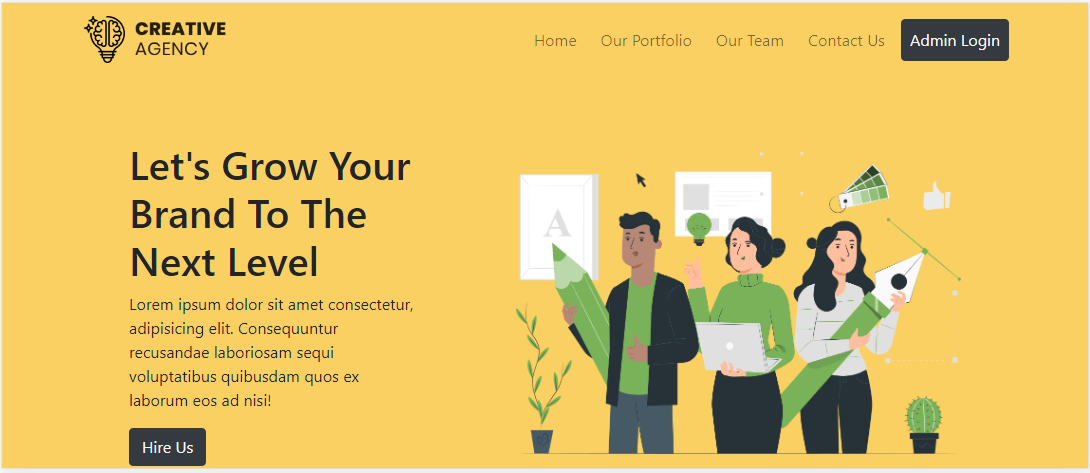 CREATIVE
AGENCY
Home Our Portfolio Our Team Contact Us Admin Login
Let's Grow Your
Brand To The
Next Level
Lorem ipsum dolor sit amet consectetur,
adipisicing elit. Consequuntur
recusandae laboriosam sequi
voluptatibus quibusdam quos ex
laborum eos ad nisi!
Hire Us
A